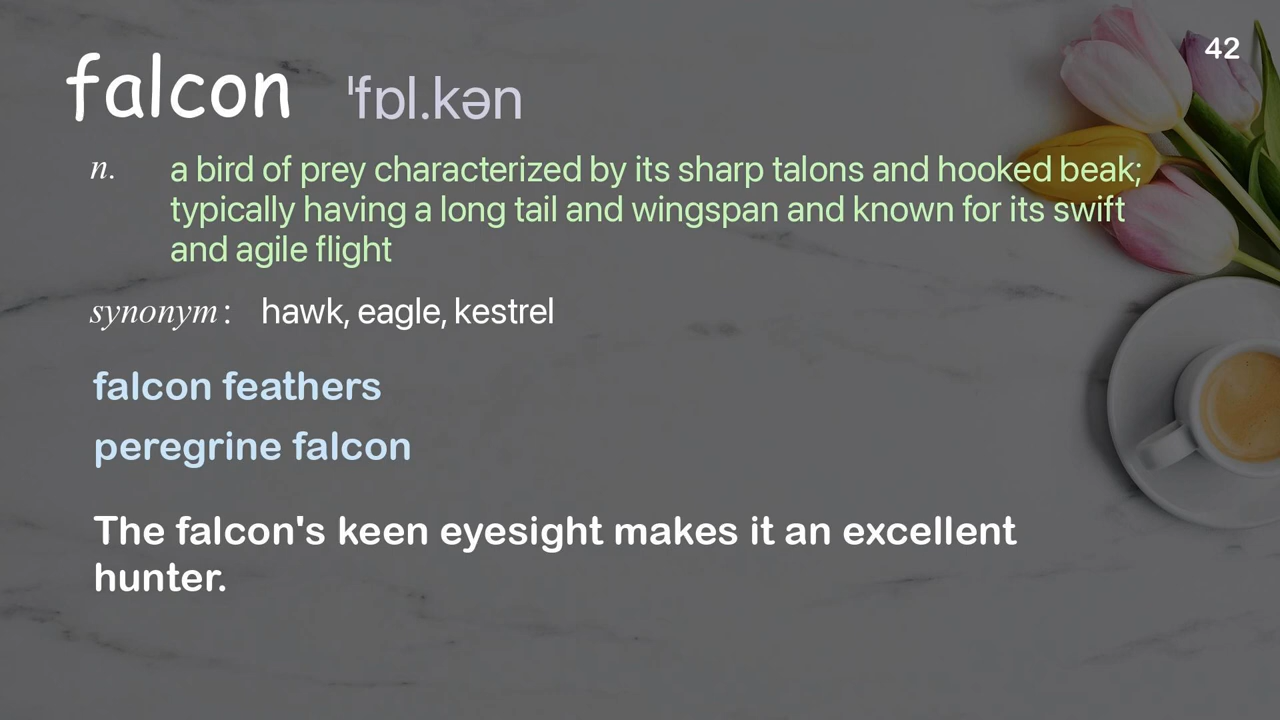 42
falcon ˈfɒl.kən
n. a bird of prey characterized by its sharp talons and hooked beak;
typically having a long tail and wingspan and known for its swift
and agile flight
synonym: hawk, eagle, kestrel
falcon feathers
peregrine falcon
The falcon's keen eyesight makes it an excellent
hunter.